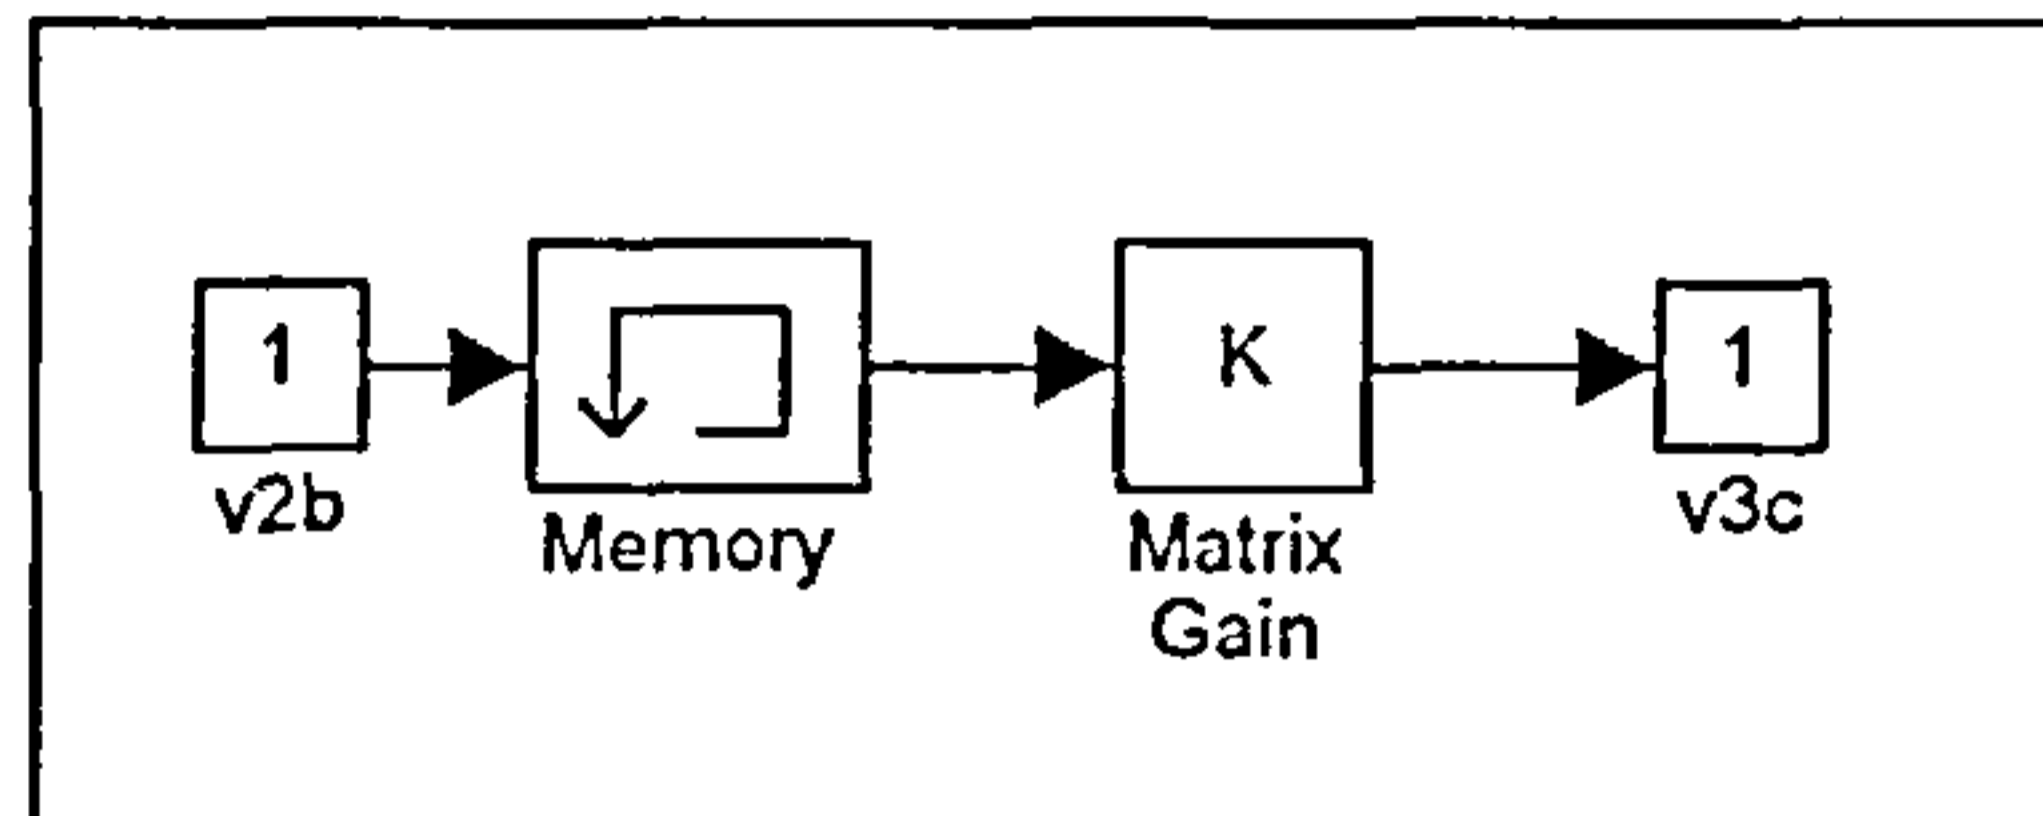 1
K
1
v2b
Memory
Matrix
Gain
v3c